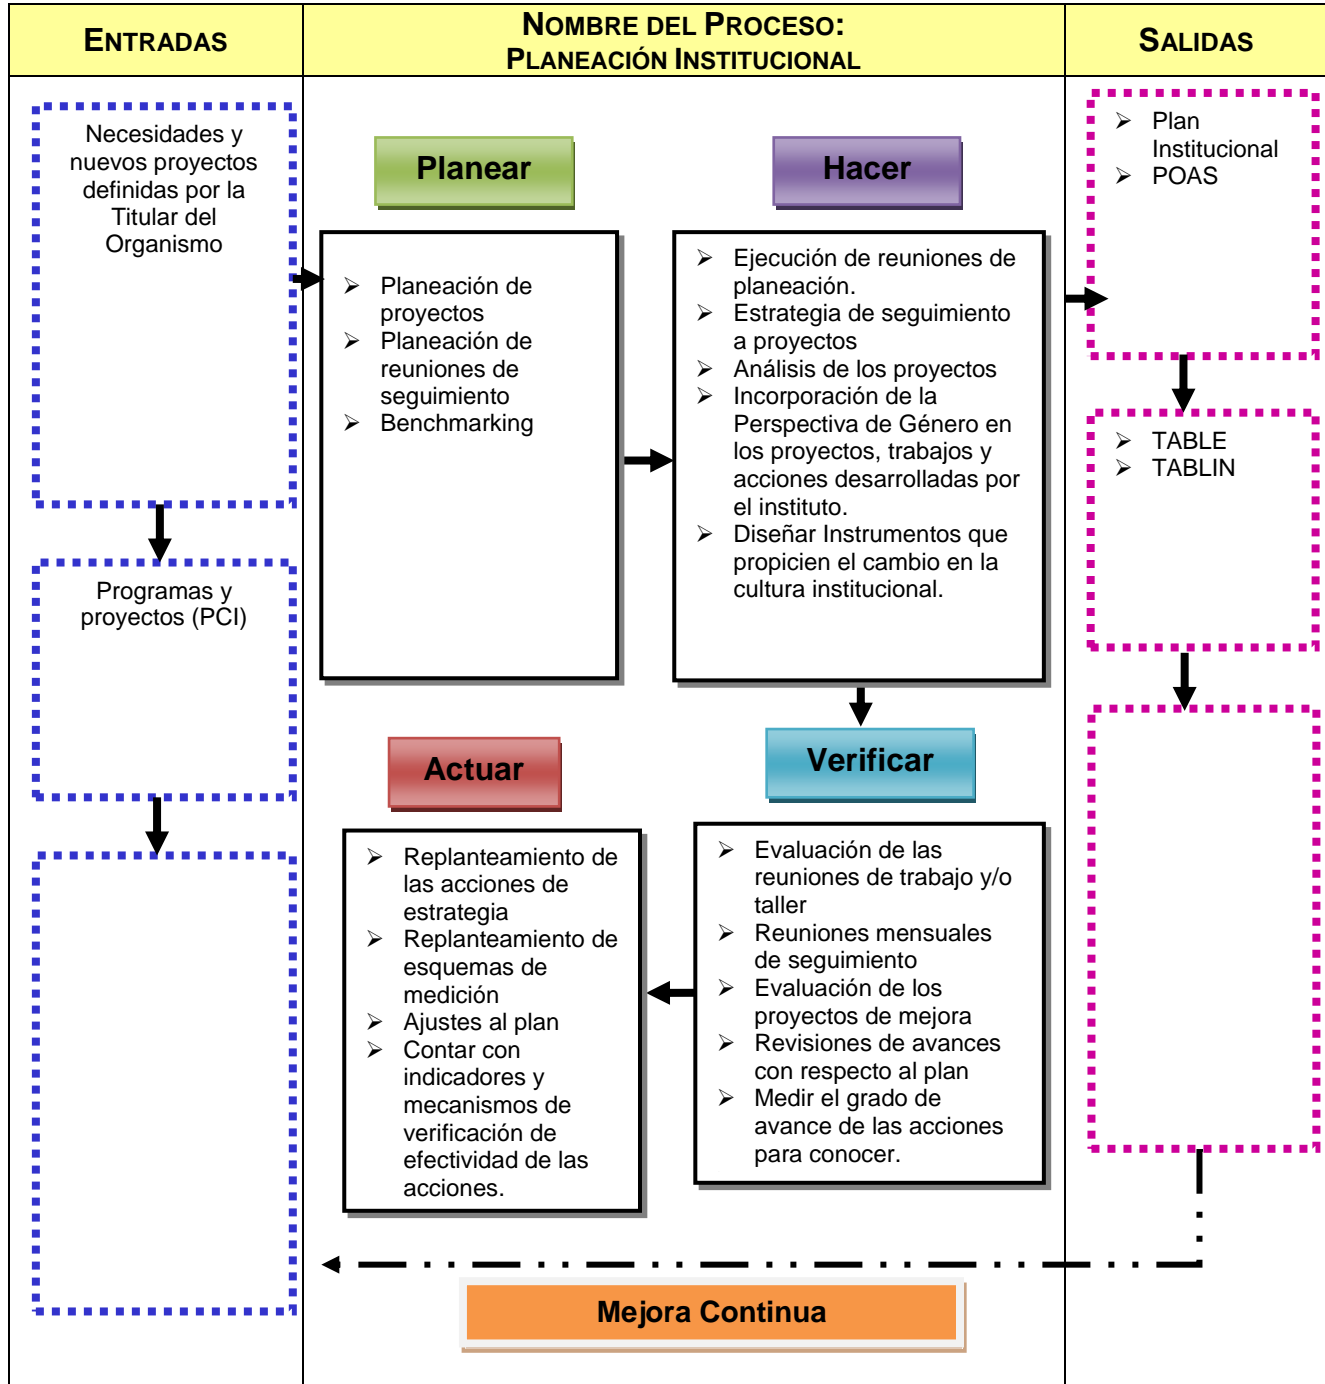 ENTRADAS
NOMBRE DEL PROCESO:
PLANEACIÓN INSTITUCIONAL
SALIDAS
Necesidades y
nuevos proyectos
definidas por la
Titular del
Organismo
Programas y
proyectos (PCI)
Planear
➢ Planeación de
proyectos
➢ Planeación de
reuniones de
seguimiento
➢ Benchmarking
Hacer
➢ Ejecución de reuniones de
planeación.
➢ Estrategia de seguimiento
a proyectos
➢ Análisis de los proyectos
➢ Incorporación de la
Perspectiva de Género en
los proyectos, trabajos y
acciones desarrolladas por
el instituto.
➢ Diseñar Instrumentos que
propicien el cambio en la
cultura institucional.
Actuar
➢ Replanteamiento de
las acciones de
estrategia
➢ Replanteamiento de
esquemas de
medición
➢ Ajustes al plan
➢ Contar con
indicadores y
mecanismos de
verificación de
efectividad de las
acciones.
Verificar
➢ Evaluación de las
reuniones de trabajo y/o
taller
➢ Reuniones mensuales
de seguimiento
➢ Evaluación de los
proyectos de mejora
➢ Revisiones de avances
con respecto al plan
➢ Medir el grado de
avance de las acciones
para conocer.
➢ Plan
Institucional
➢ POAS
➢ TABLE
➢ TABLIN
Mejora Continua